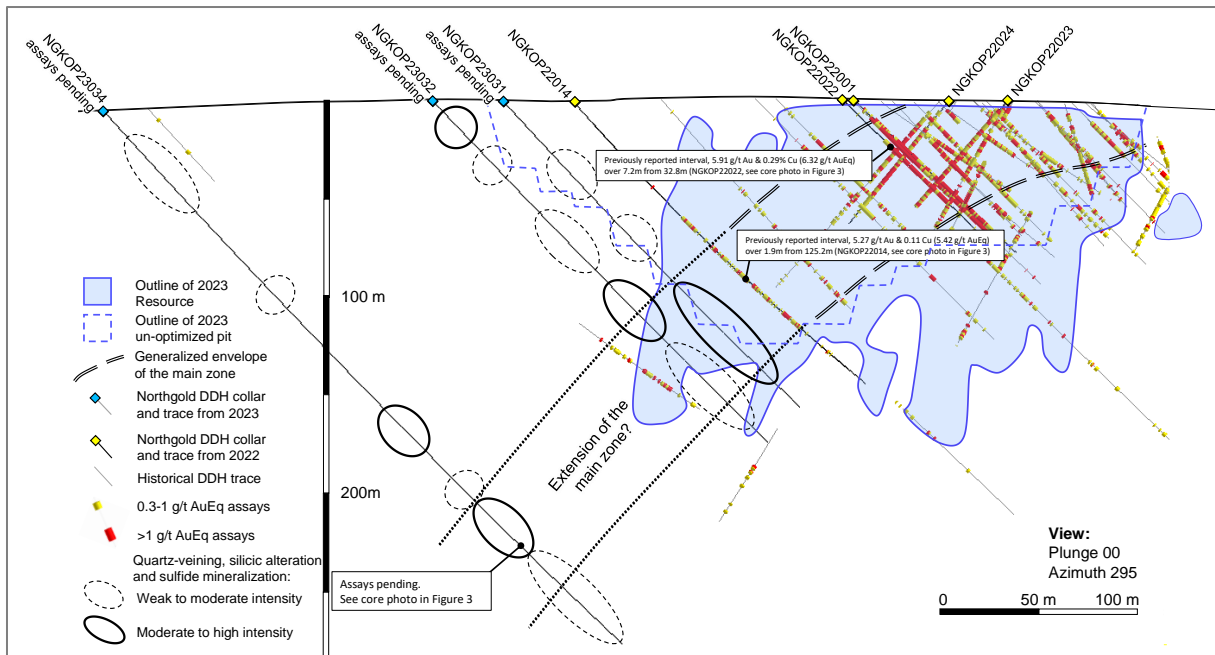 NGKOP23034
assays pending
NGKOP23032
assays pending
NGKOP23031
assays pending
NGKOP22014
NGKOP22022
NGKOP22001
NGKOP22024
NGKOP22023
Previously reported interval, 5.91 g/t Au & 0.29% Cu (6.32 g/t AuEq)
over 7.2m from 32.8m (NGKOP22022, see core photo in Figure 3)
Previously reported interval, 5.27 g/t Au & 0.11 Cu (5.42 g/t AuEq)
over 1.9m from 125.2m (NGKOP22014, see core photo in Figure 3)
Outline of 2023
Resource
Outline of 2023
un-optimized pit
Generalized envelope
of the main zone
Northgold DDH collar
and trace from 2023
Northgold DDH collar
and trace from 2022
Historical DDH trace
0.3-1 g/t AuEq assays
>1 g/t AuEq assays
Quartz-veining, silicic alteration
and sulfide mineralization:
Weak to moderate intensity
Moderate to high intensity
100 m
200m
Extension of the
main zone?
Assays pending.
See core photo in Figure 3
View:
Plunge 00
Azimuth 295
0 50 m 100 m